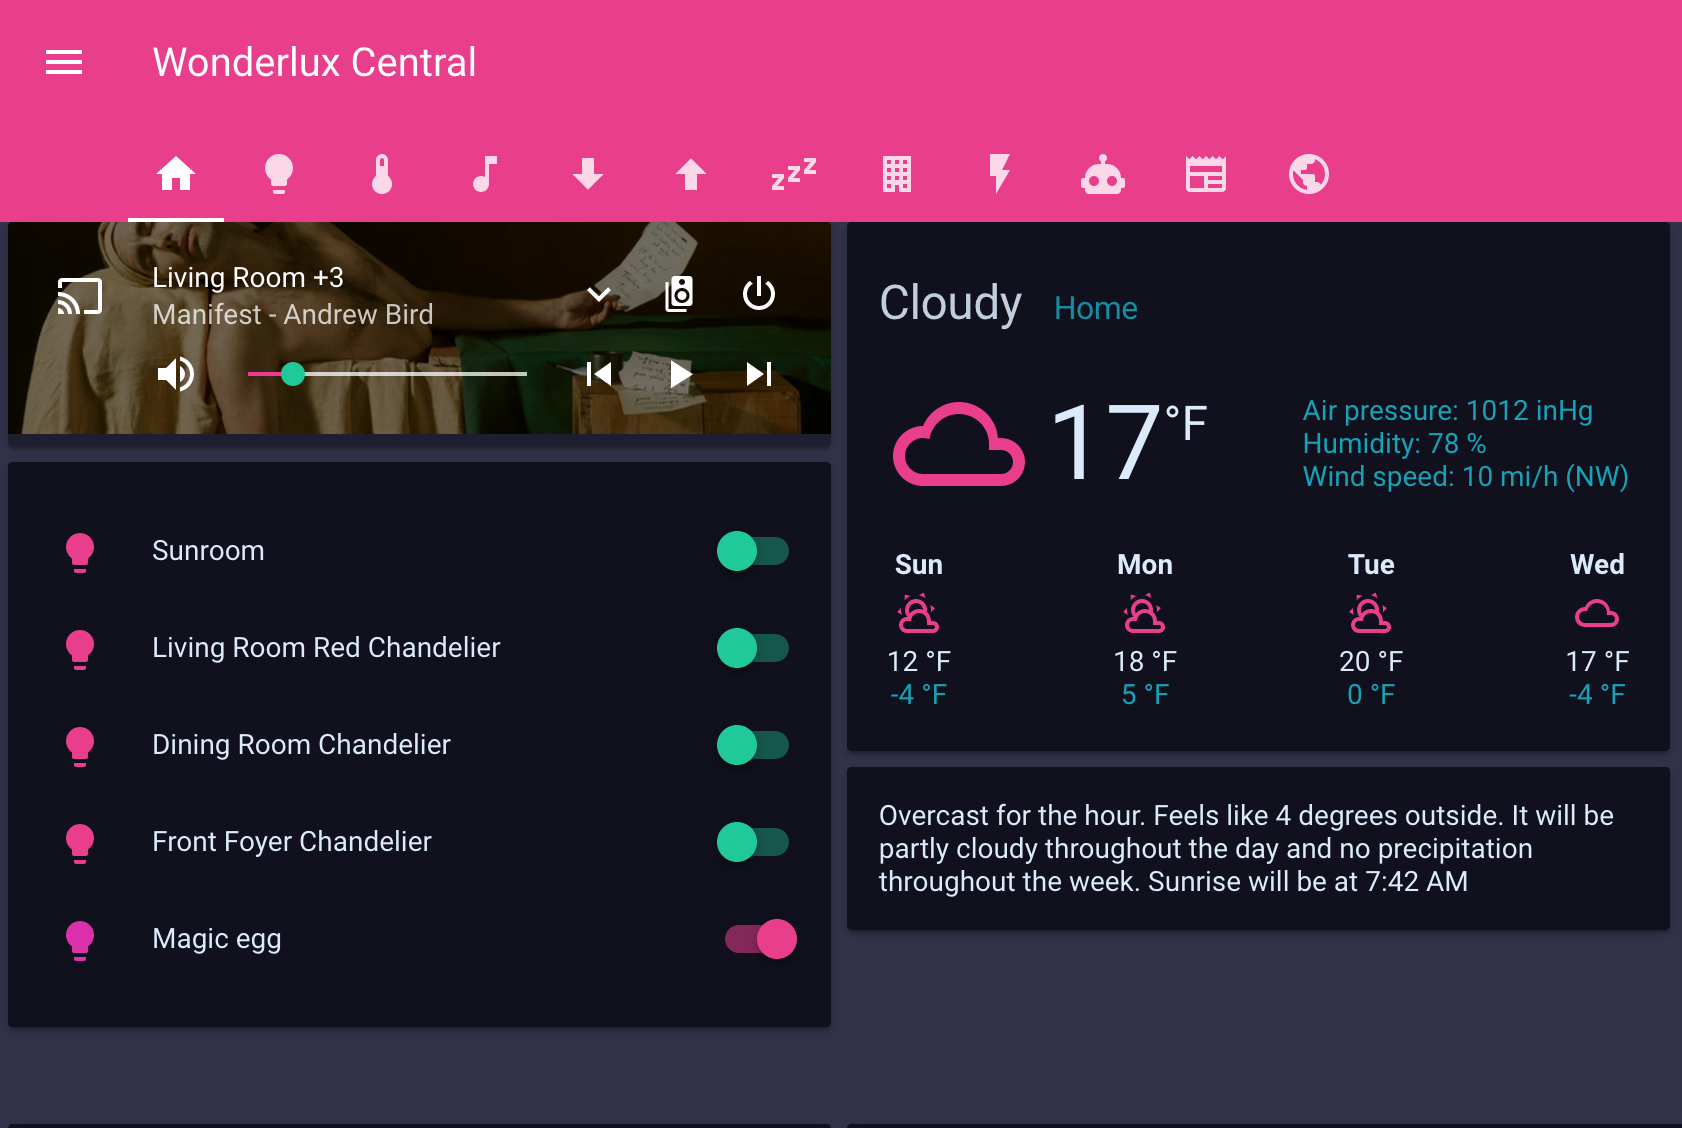 Wonderlux Central
Living Room +3
Manifest - Andrew Bird
Sunroom
Living Room Red Chandelier
Dining Room Chandelier
Front Foyer Chandelier
Magic egg
Cloudy Home
17 °F
Air pressure: 1012 inHg
Humidity: 78 %
Wind speed: 10 mi/h (NW)
Sun Mon Tue Wed
12 °F 18 °F 20 °F 17 °F
-4 °F 5 °F 0 °F -4 °F
Overcast for the hour. Feels like 4 degrees outside. It will be
partly cloudy throughout the day and no precipitation
throughout the week. Sunrise will be at 7:42 AM